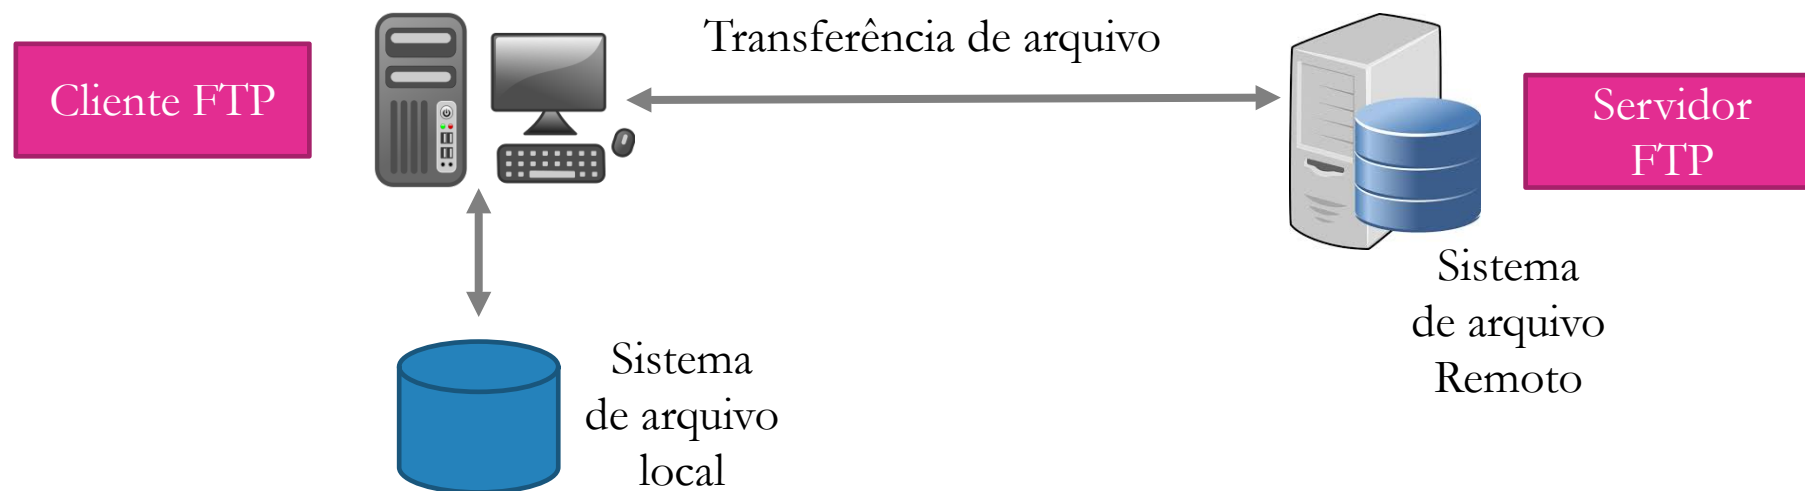 Cliente FTP
Transferência de arquivo
Servidor
FTP
Sistema
de arquivo
Remoto
Sistema
de arquivo
local